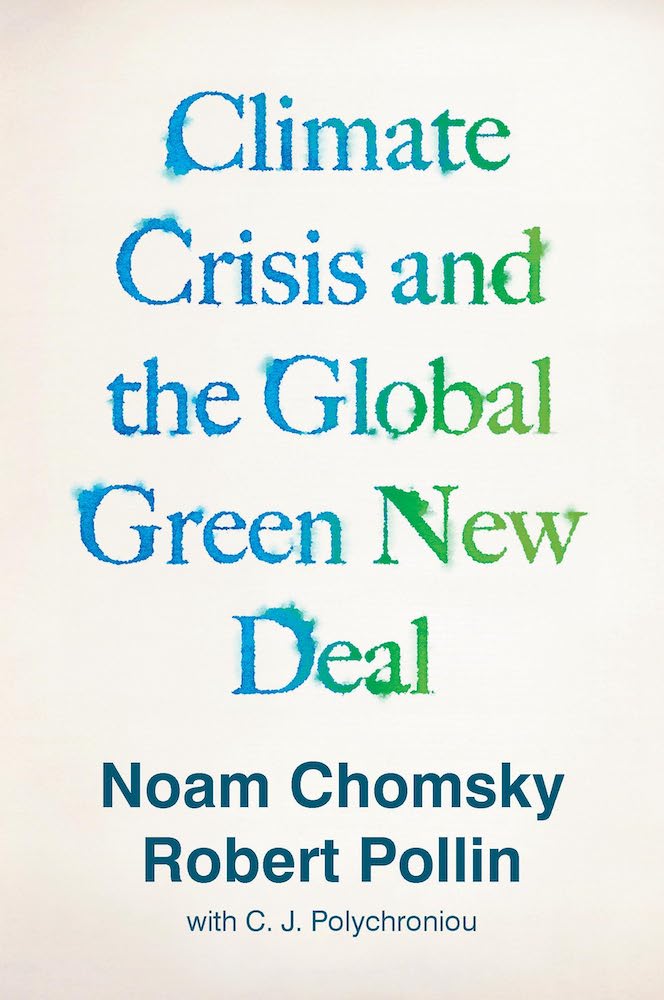 Climate
Crisis and
the Global
Green New
Deal
Noam Chomsky
Robert Pollin
with C. J. Polychroniou